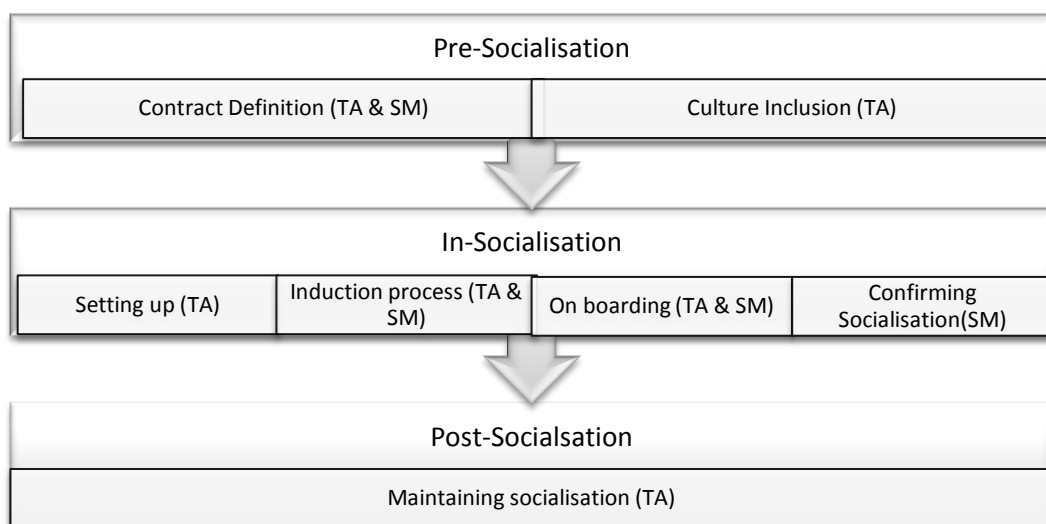 Pre-Socialisation
Contract Definition (TA & SM)
Culture Inclusion (TA)
In-Socialisation
Setting up (TA)
Induction process (TA &
SM)
On boarding (TA & SM)
Confirming
Socialisation(SM)
Post-Socialsation
Maintaining socialisation (TA)